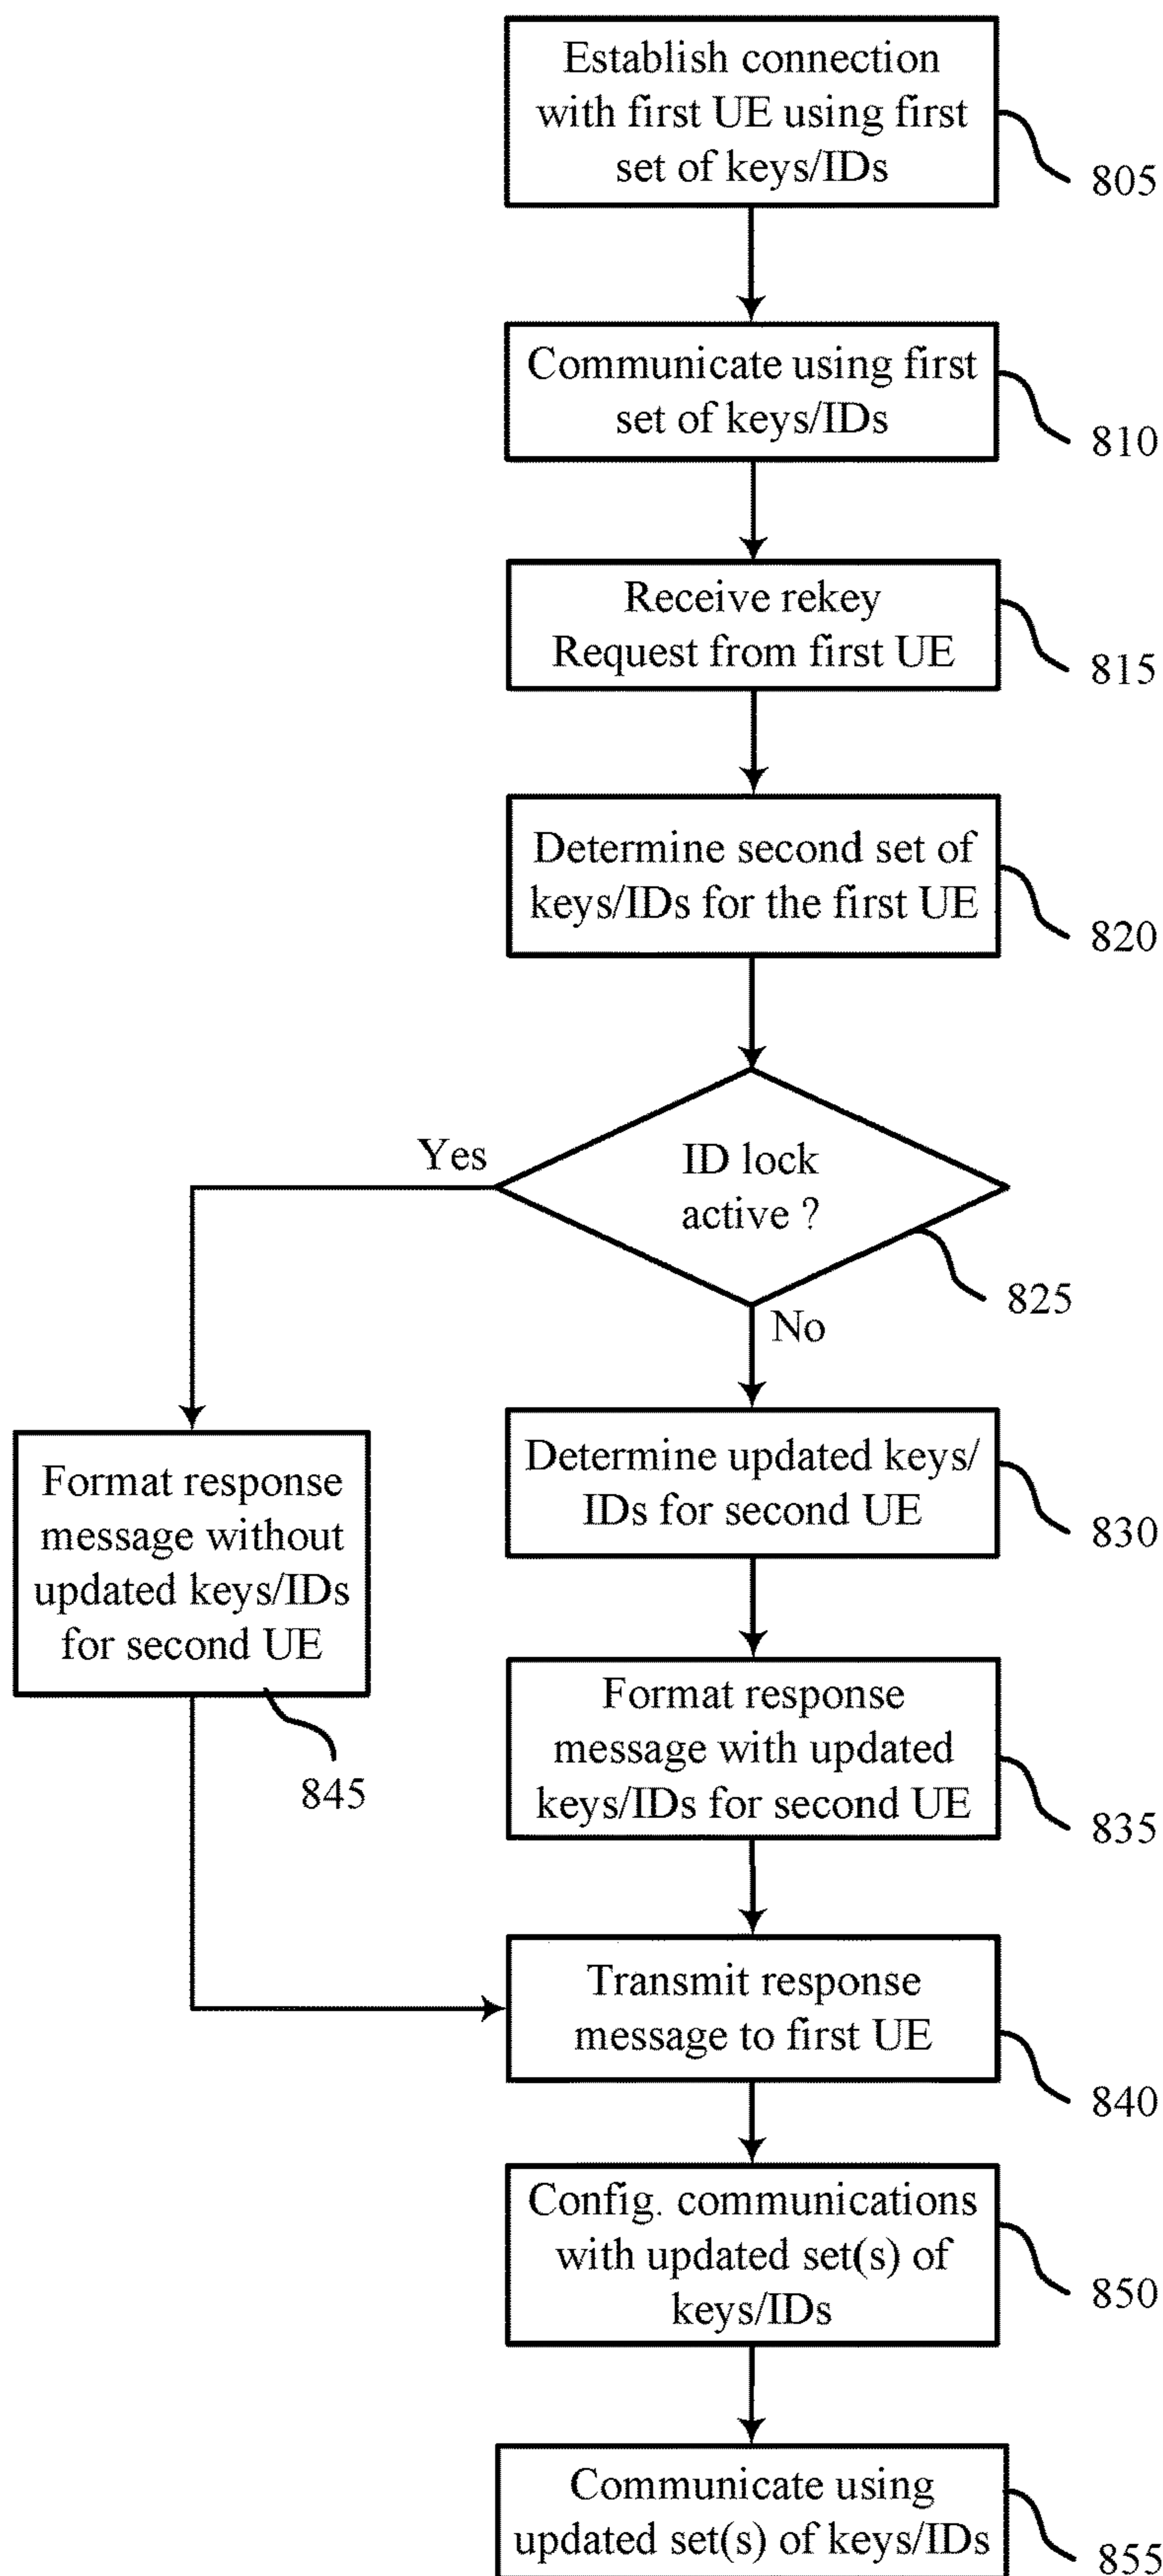 Establish connection
with first UE using first
set of keys/IDs
805
Communicate using first
set of keys/IDs
810
Receive rekey
Request from first UE
815
Determine second set of
keys/IDs for the first UE
820
Yes
ID lock
active ?
825
No
Format response
message without
updated keys/IDs
for second UE
845
Determine updated keys/
IDs for second UE
830
Format response
message with updated
keys/IDs for second UE
835
Transmit response
message to first UE
840
Config. communications
with updated set(s) of
keys/IDs
850
Communicate using
updated set(s) of keys/IDs
855